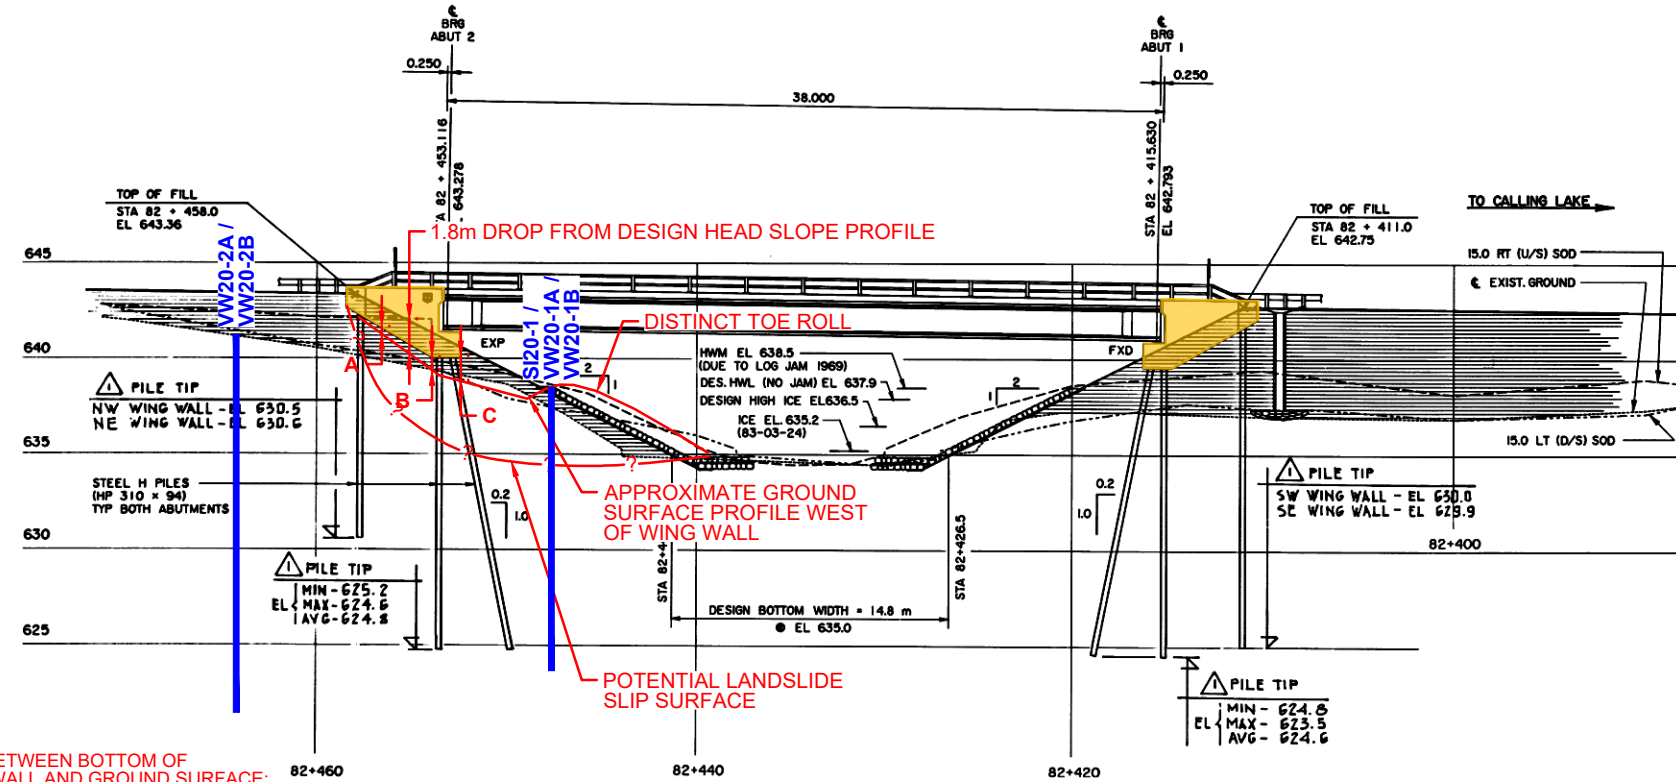 ℄
BRG
ABUT 2
℄
BRG
ABUT 1
0.250
0.250
38.000
STA 82 + 453.116
643.278
STA 82 + 415.630
EL 642.793
TOP OF FILL
STA 82 + 458.0
EL 643.36
TOP OF FILL
STA 82 + 411.0
EL 642.75
TO CALLING LAKE
VW20-2A /
VW20-2B
1.8m DROP FROM DESIGN HEAD SLOPE PROFILE
15.0 RT (U/S) SOD
℄ EXIST. GROUND
645
SI20-1 /
VW20-1A /
VW20-1B
DISTINCT TOE ROLL
EXP
FXD
640
A
B
C
2
1
2
1
HWM EL 638.5
(DUE TO LOG JAM 1969)
DES. HWL (NO JAM) EL 637.9
DESIGN HIGH ICE EL636.5
ICE EL. 635.2
(83-03-24)
1 PILE TIP
NW WING WALL - EL 630.5
NE WING WALL - EL 630.6
635
15.0 LT (D/S) SOD
?
?
?
?
STEEL H PILES
(HP 310 × 94)
TYP BOTH ABUTMENTS
0.2
1.0
APPROXIMATE GROUND
SURFACE PROFILE WEST
OF WING WALL
0.2
1.0
1 PILE TIP
SW WING WALL - EL 630.0
SE WING WALL - EL 629.9
630
82+400
1 PILE TIP
EL MIN - 625.2
MAX - 624.6
AVG - 624.8
STA 82+4
STA 82+426.5
DESIGN BOTTOM WIDTH = 14.8 m
@ EL 635.0
625
POTENTIAL LANDSLIDE
SLIP SURFACE
1 PILE TIP
EL MIN - 624.8
MAX - 623.5
AVG - 624.6
ETWEEN BOTTOM OF
WALL AND GROUND SURFACE:
82+460
82+440
82+420